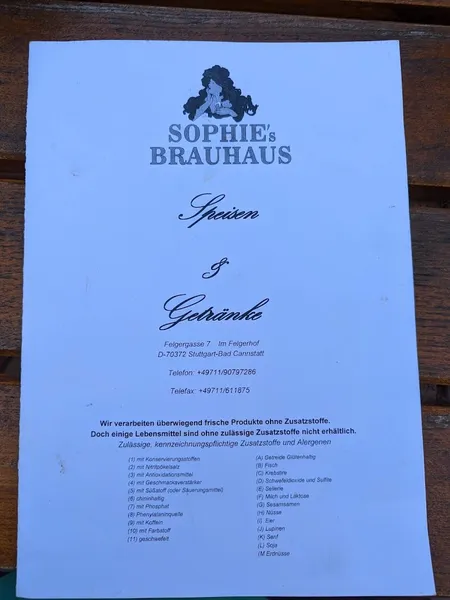 SOPHIE's
BRAUHAUS
Speisen
&
Getränke
Felgergasse 7 Im Felgerhof
D-70372 Stuttgart-Bad Cannstatt
Telefon: +49711/90797286
Telefax: +49711/611875
Wir verarbeiten überwiegend frische Produkte ohne Zusatzstoffe.
Doch einige Lebensmittel sind ohne zulässige Zusatzstoffe nicht erhältlich.
Zulässige, kennzeichnungspflichtige Zusatzstoffe und Alergenen
(1) mit Konservierungsstoffen
(2) mit Nitritpökelsalz
(3) mit Antioxidationsmittel
(4) mit Geschmacksverstärker
(5) mit Süßstoff (oder Säuerungsmittel)
(6) chininhaltig
(7) mit Phosphat
(8) Phenylalaninquelle
(9) mit Koffein
(10) mit Farbstoff
(11) geschwefelt
(A) Getreide Glutenhaltig
(B) Fisch
(C) Krebstire
(D) Schwefeldioxide und Sulfite
(E) Sellerie
(F) Milch und Laktose
(G) Sesamsamen
(H) Nüsse
(I) Eier
(J) Lupinen
(K) Senf
(L) Soja
(M Erdnüsse